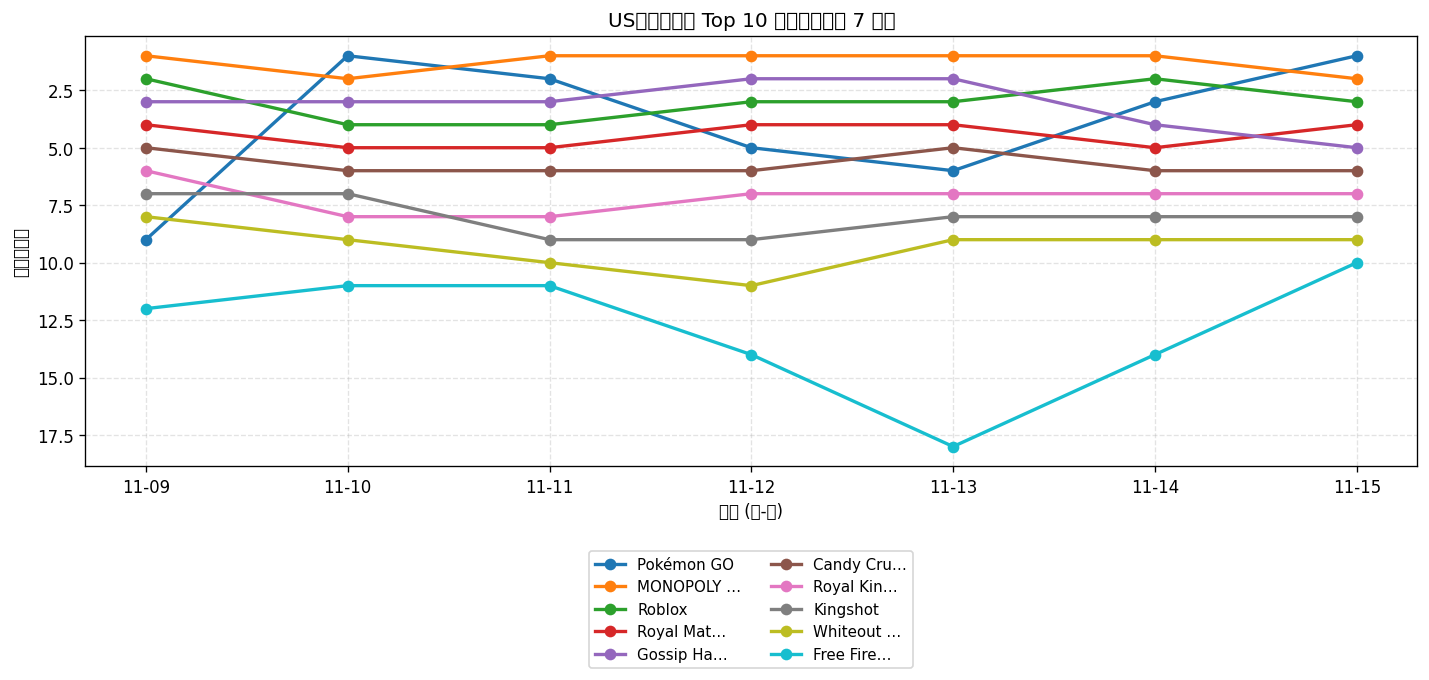 US Top 10 7
2.5
5.0
7.5
10.0
12.5
15.0
17.5
11-09 11-10 11-11 11-12 11-13 11-14 11-15
(-)
Pokémon GO
MONOPOLY ...
Roblox
Royal Mat...
Gossip Ha...
Candy Cru...
Royal Kin...
Kingshot
Whiteout ...
Free Fire...